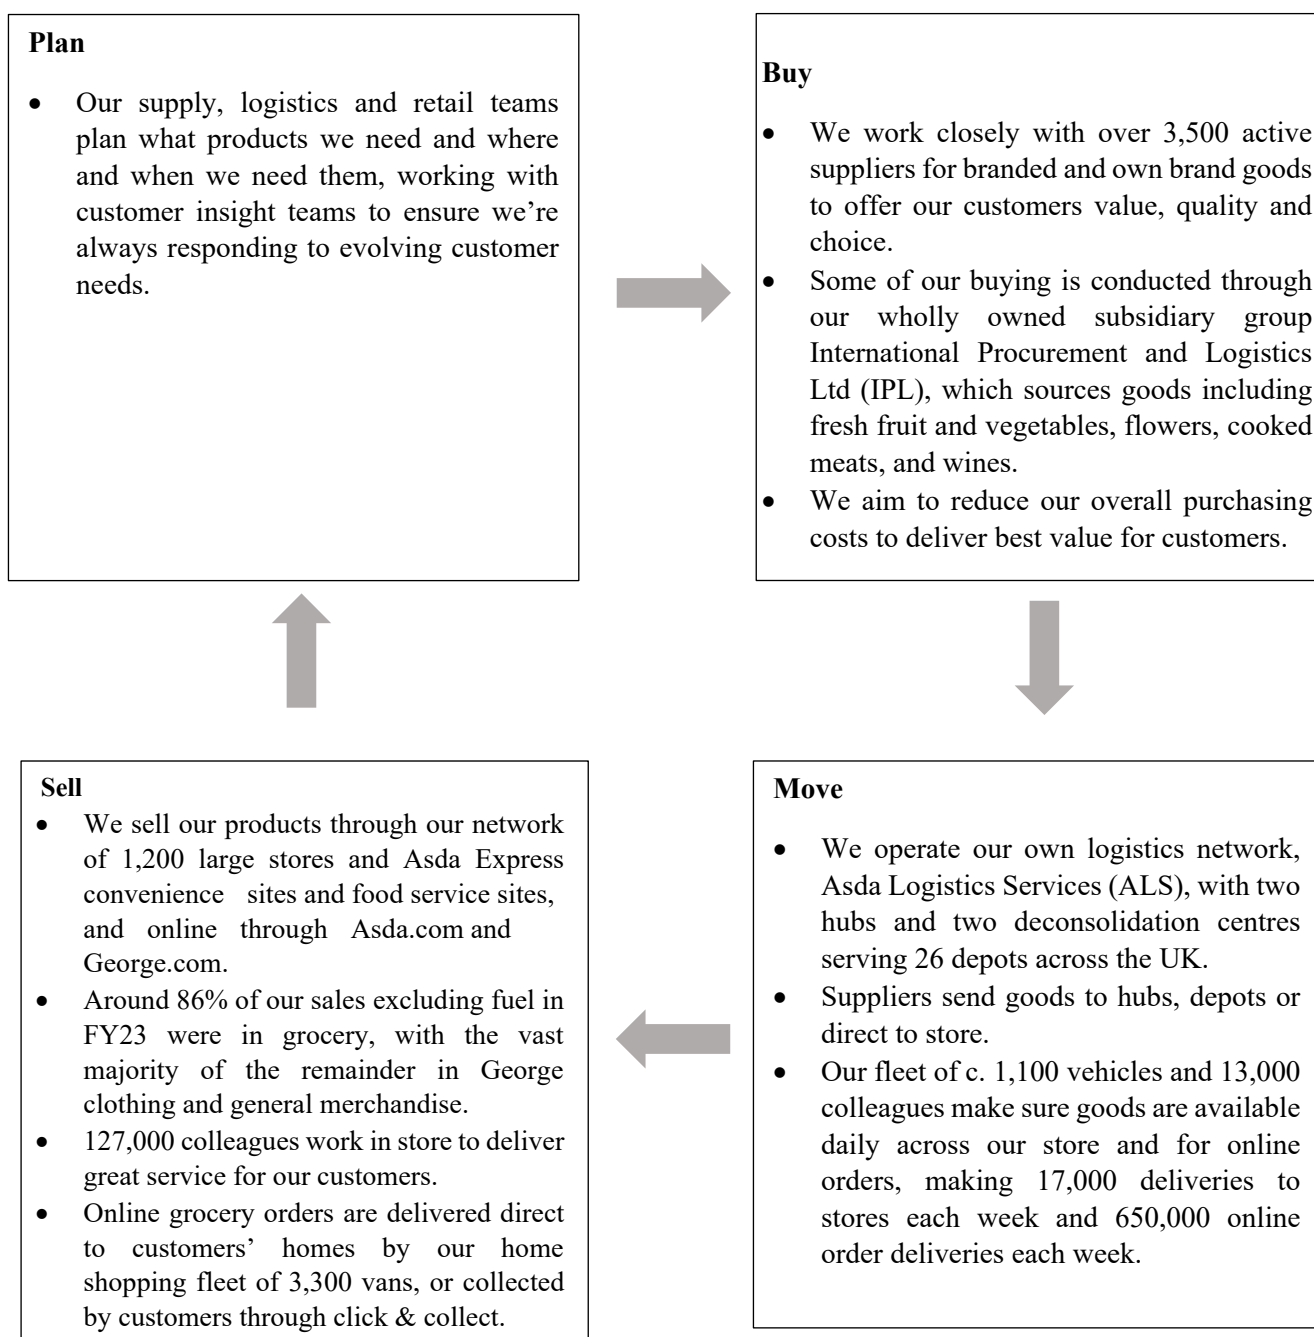 Plan
• Our supply, logistics and retail teams
plan what products we need and where
and when we need them, working with
customer insight teams to ensure we’re
always responding to evolving customer
needs.
Buy
• We work closely with over 3,500 active
suppliers for branded and own brand goods
to offer our customers value, quality and
choice.
• Some of our buying is conducted through
our wholly owned subsidiary group
International Procurement and Logistics
Ltd (IPL), which sources goods including
fresh fruit and vegetables, flowers, cooked
meats, and wines.
• We aim to reduce our overall purchasing
costs to deliver best value for customers.
Sell
• We sell our products through our network
of 1,200 large stores and Asda Express
convenience sites and food service sites,
and online through Asda.com and
George.com.
• Around 86% of our sales excluding fuel in
FY23 were in grocery, with the vast
majority of the remainder in George
clothing and general merchandise.
• 127,000 colleagues work in store to deliver
great service for our customers.
• Online grocery orders are delivered direct
to customers’ homes by our home
shopping fleet of 3,300 vans, or collected
by customers through click & collect.
Move
• We operate our own logistics network,
Asda Logistics Services (ALS), with two
hubs and two deconsolidation centres
serving 26 depots across the UK.
• Suppliers send goods to hubs, depots or
direct to store.
• Our fleet of c. 1,100 vehicles and 13,000
colleagues make sure goods are available
daily across our store and for online
orders, making 17,000 deliveries to
stores each week and 650,000 online
order deliveries each week.